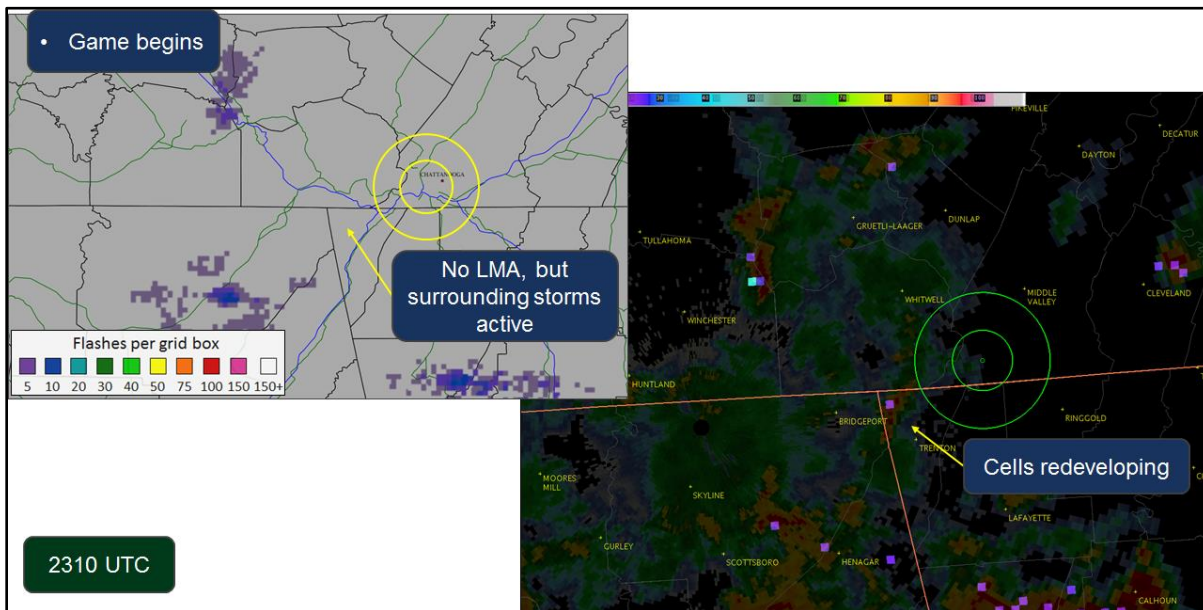 • Game begins
CHATTANOOGA
No LMA, but
surrounding storms
active
Flashes per grid box
5 10 20 30 40 50 75 100 150 150+
PIKEVILLE
DECATUR
DAYTON
GRUETLI-LAAGER
DUNLAP
TULLAHOMA
WHITWELL
MIDDLE
VALLEY
CLEVELAND
WINCHESTER
HUNTLAND
BRIDGEPORT
RINGGOLD
TRENTON
Cells redeveloping
MOORES
MILL
SKYLINE
LAFAYETTE
GURLEY
SCOTTSBORO
HENAGAR
CALHOUN
2310 UTC